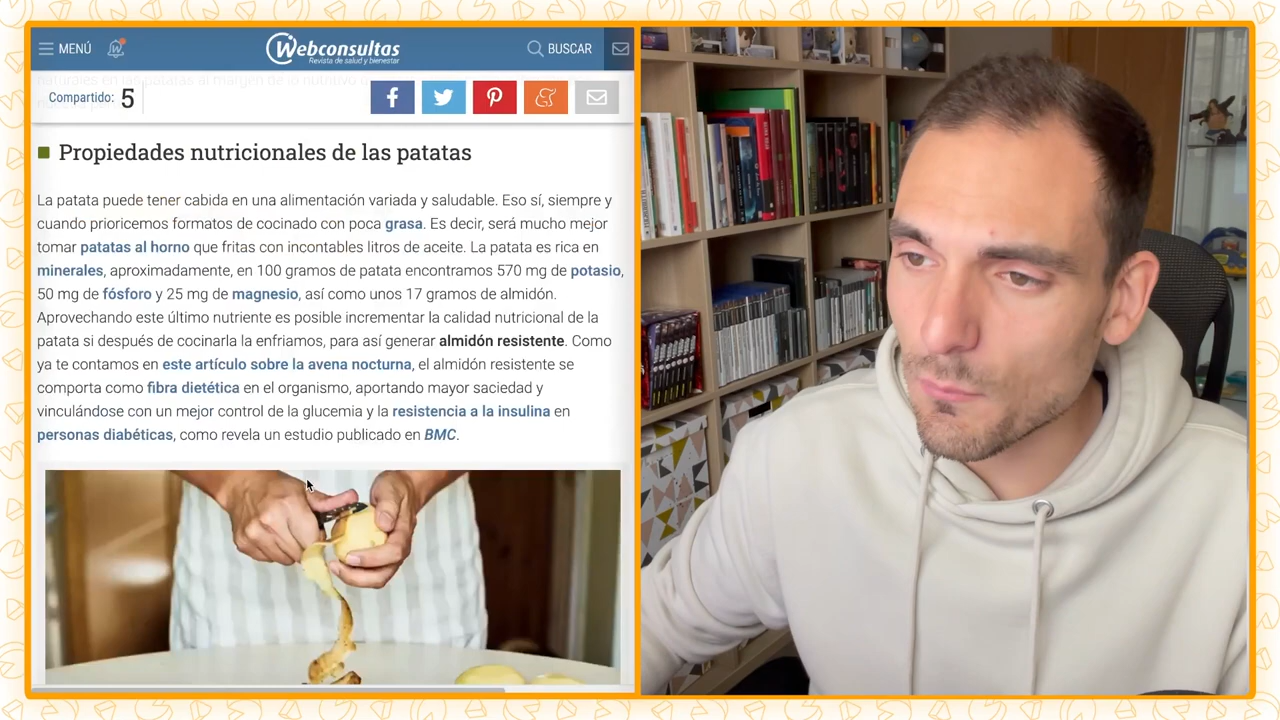 MENÚ
Webconsultas
Revista de salud y bienestar
BUSCAR
Compartido: 5
Propiedades nutricionales de las patatas
La patata puede tener cabida en una alimentación variada y saludable. Eso sí, siempre y
cuando prioricemos formatos de cocinado con poca grasa. Es decir, será mucho mejor
tomar patatas al horno que fritas con incontables litros de aceite. La patata es rica en
minerales, aproximadamente, en 100 gramos de patata encontramos 570 mg de potasio,
50 mg de fósforo y 25 mg de magnesio, así como unos 17 gramos de almidón.
Aprovechando este último nutriente es posible incrementar la calidad nutricional de la
patata si después de cocinarla la enfriamos, para así generar almidón resistente. Como
ya te contamos en este artículo sobre la avena nocturna, el almidón resistente se
comporta como fibra dietética en el organismo, aportando mayor saciedad y
vinculándose con un mejor control de la glucemia y la resistencia a la insulina en
personas diabéticas, como revela un estudio publicado en BMC.